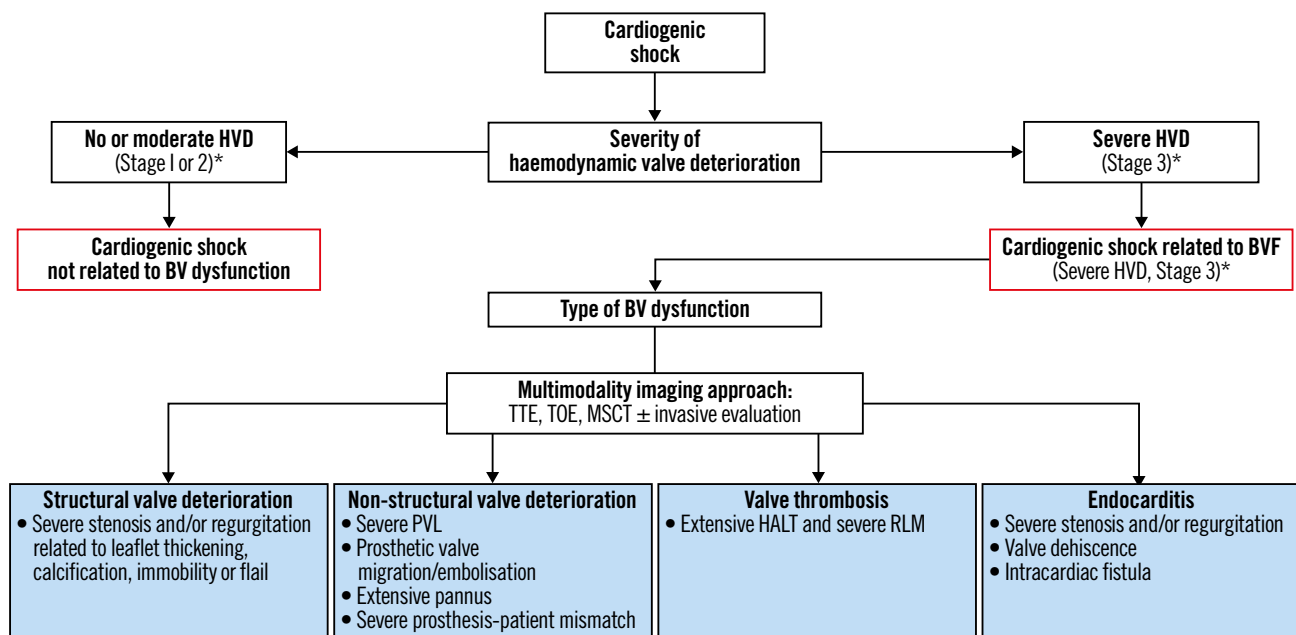 Cardiogenic
shock
No or moderate HVD
(Stage I or 2)*
Severity of
haemodynamic valve deterioration
Severe HVD
(Stage 3)*
Cardiogenic shock
not related to BV dysfunction
Cardiogenic shock related to BVF
(Severe HVD, Stage 3)*
Type of BV dysfunction
Multimodality imaging approach:
TTE, TOE, MSCT ± invasive evaluation
Structural valve deterioration
• Severe stenosis and/or regurgitation
related to leaflet thickening,
calcification, immobility or flail
Non-structural valve deterioration
• Severe PVL
• Prosthetic valve
migration/embolisation
• Extensive pannus
• Severe prosthesis-patient mismatch
Valve thrombosis
• Extensive HALT and severe RLM
Endocarditis
• Severe stenosis and/or regurgitation
• Valve dehiscence
• Intracardiac fistula